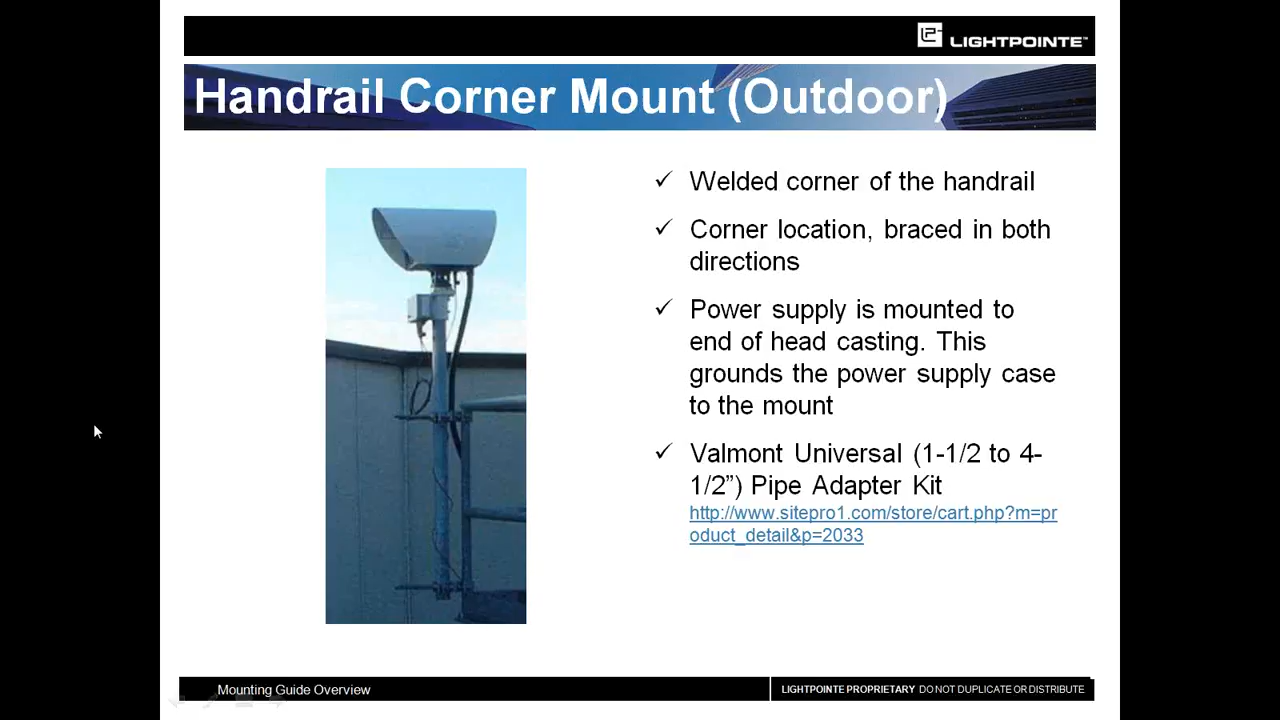 LIGHTPOINTE™
Handrail Corner Mount (Outdoor)
✓ Welded corner of the handrail
✓ Corner location, braced in both
directions
✓ Power supply is mounted to
end of head casting. This
grounds the power supply case
to the mount
✓ Valmont Universal (1-1/2 to 4-
1/2”) Pipe Adapter Kit
http://www.sitepro1.com/store/cart.php?m=pr
oduct_detail&p=2033
Mounting Guide Overview
LIGHTPOINTE PROPRIETARY DO NOT DUPLICATE OR DISTRIBUTE